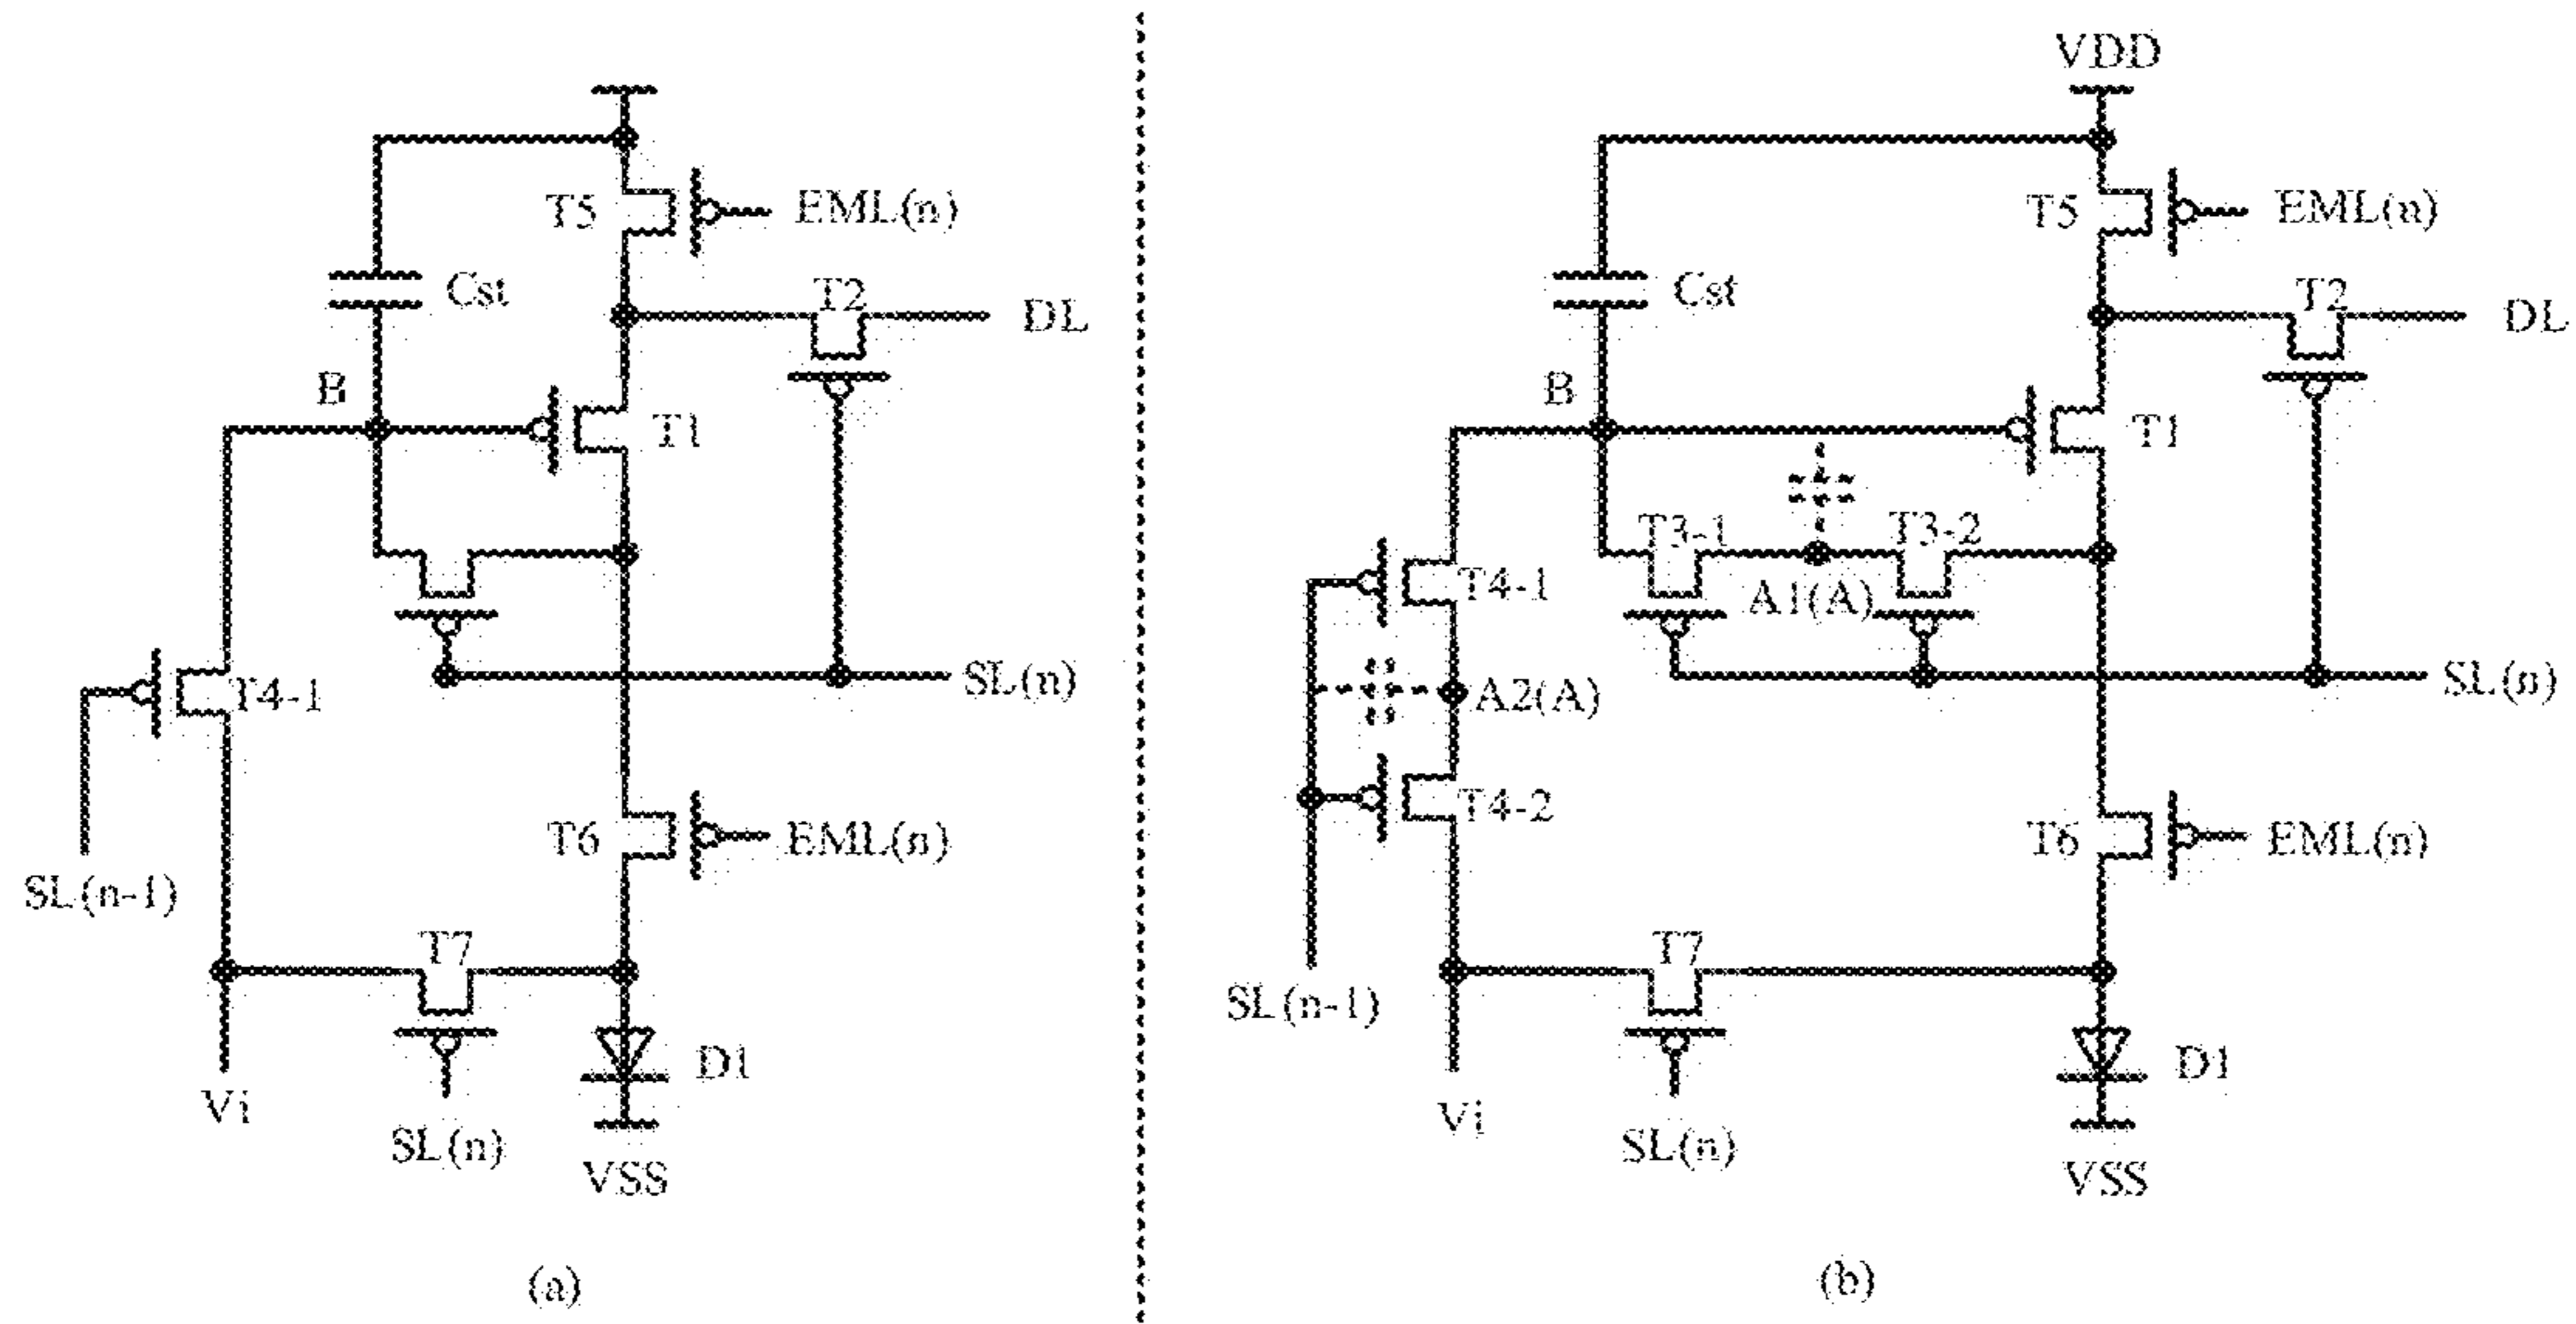 T5
EML(n)
Cst
T2
DL
B
T1
T4-1
SL(n)
T6
EML(n)
SL(n-1)
T7
Vi
D1
SL(n)
VSS
(a)
VDD
T5
EML(n)
Cst
T2
DL
B
T1
T3-1
T3-2
T4-1
A1(A)
A2(A)
SL(n)
T4-2
T6
EML(n)
SL(n-1)
T7
Vi
D1
SL(n)
VSS
(b)